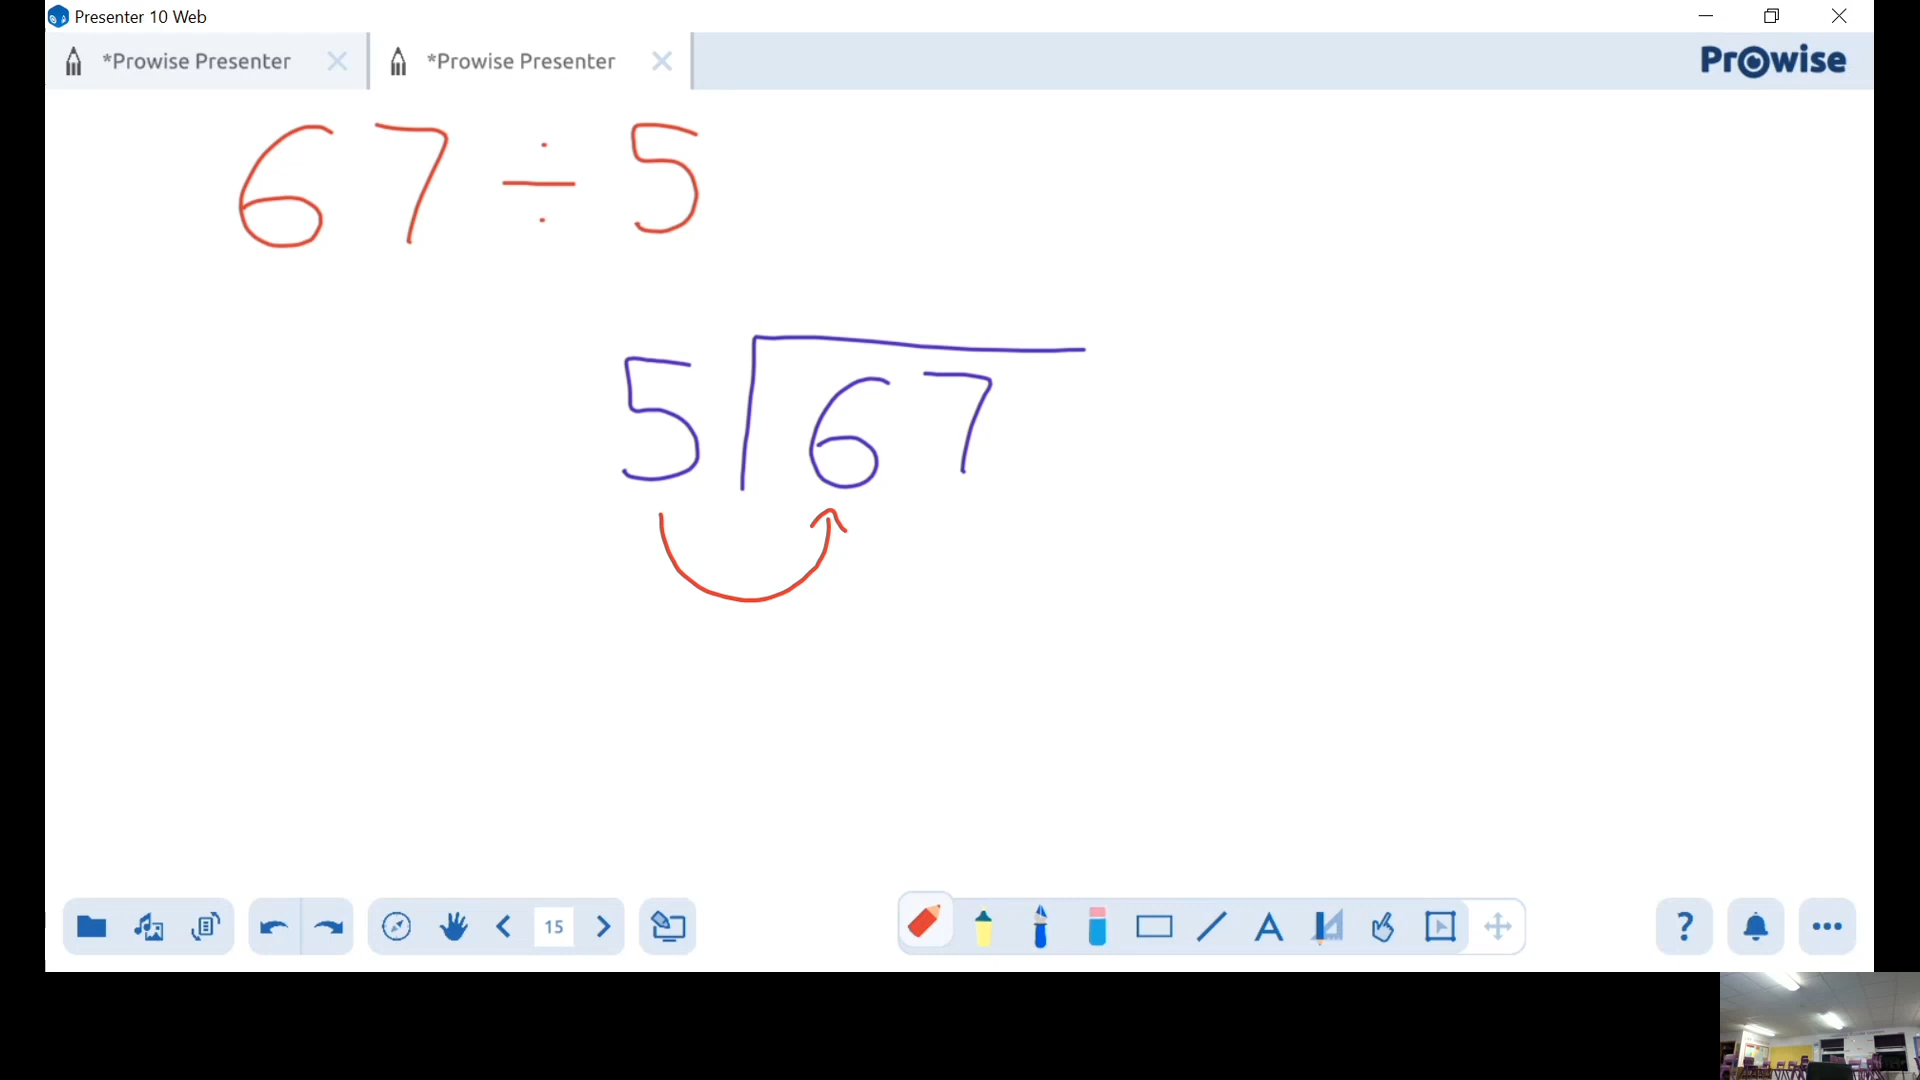 Presenter 10 Web
*Prowise Presenter *Prowise Presenter Prowise
67 ÷ 5
5 67
15 A ?